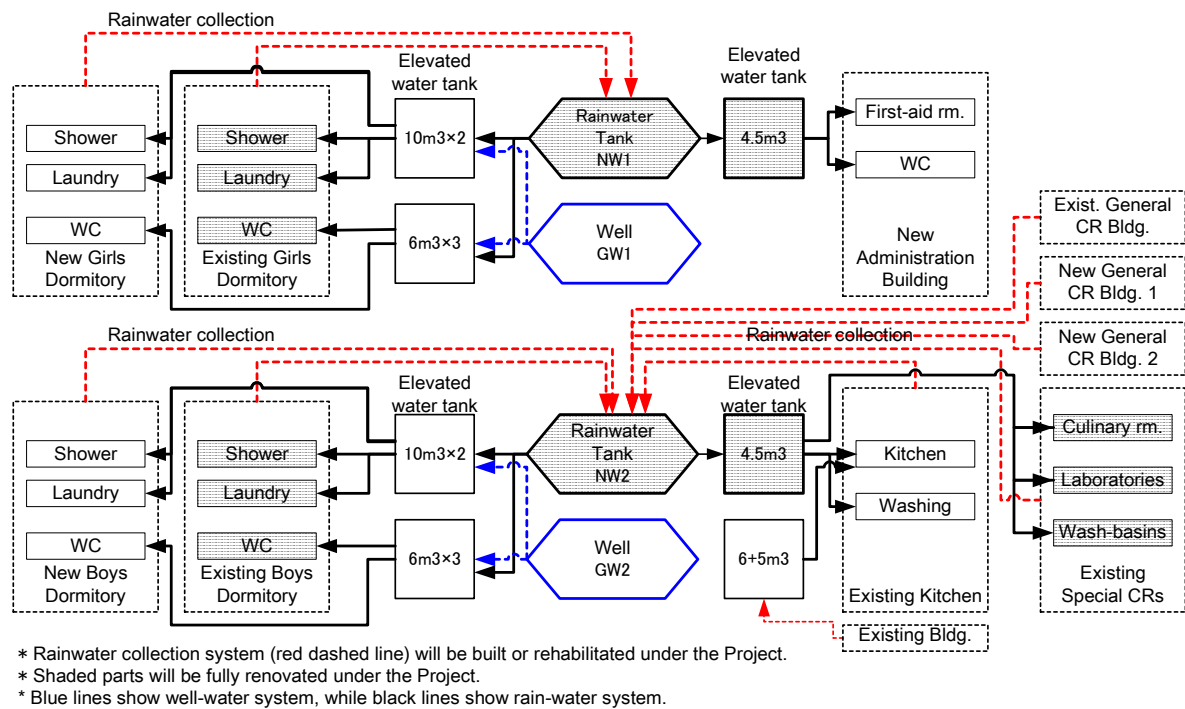 Rainwater collection
Elevated
water tank
Elevated
water tank
Shower
Laundry
WC
New Girls
Dormitory
Shower
Laundry
WC
Existing Girls
Dormitory
10m3×2
6m3×3
Rainwater
Tank
NW1
Well
GW1
4.5m3
First-aid rm.
WC
New
Administration
Building
Exist. General
CR Bldg.
New General
CR Bldg. 1
New General
CR Bldg. 2
Rainwater collection
Rainwater collection
Elevated
water tank
Elevated
water tank
Shower
Laundry
WC
New Boys
Dormitory
Shower
Laundry
WC
Existing Boys
Dormitory
10m3×2
6m3×3
Rainwater
Tank
NW2
Well
GW2
4.5m3
6+5m3
Kitchen
Washing
Existing Kitchen
Existing Bldg.
Culinary rm.
Laboratories
Wash-basins
Existing
Special CRs
* Rainwater collection system (red dashed line) will be built or rehabilitated under the Project.
* Shaded parts will be fully renovated under the Project.
* Blue lines show well-water system, while black lines show rain-water system.